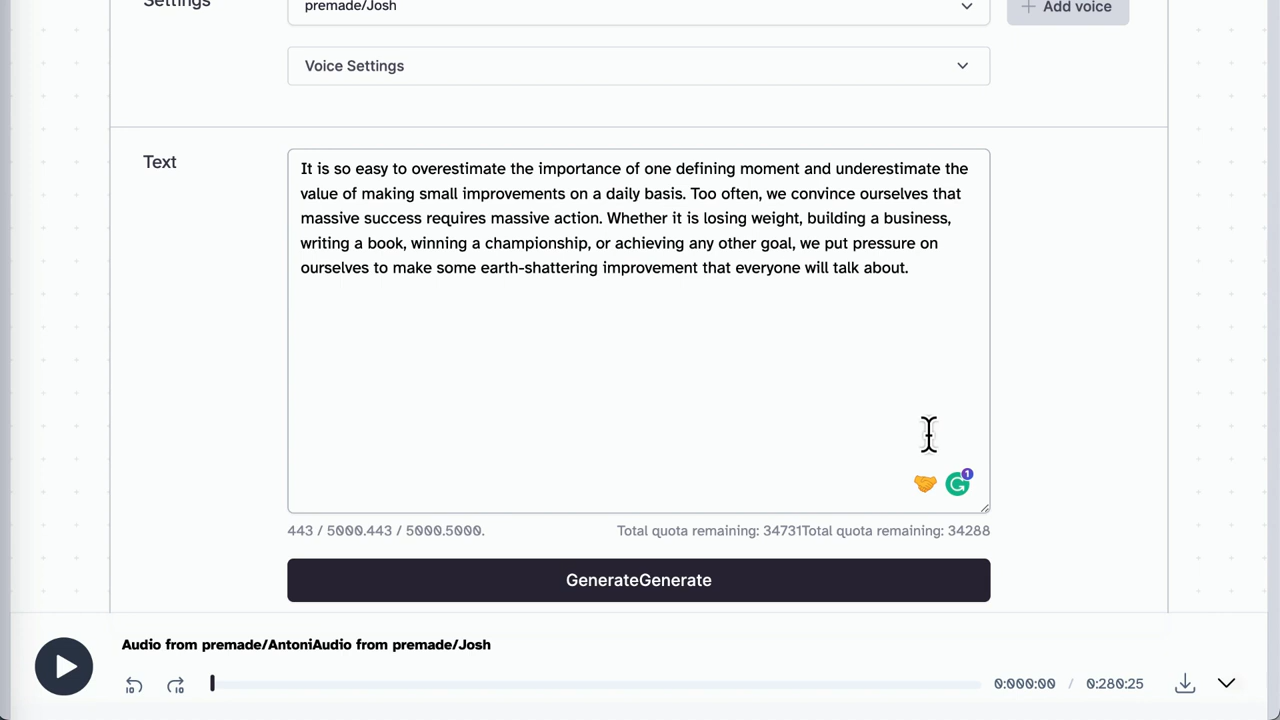 Settings
premade/Josh
+ Add voice
Voice Settings
Text
It is so easy to overestimate the importance of one defining moment and underestimate the
value of making small improvements on a daily basis. Too often, we convince ourselves that
massive success requires massive action. Whether it is losing weight, building a business,
writing a book, winning a championship, or achieving any other goal, we put pressure on
ourselves to make some earth-shattering improvement that everyone will talk about.
1
443 / 5000.443 / 5000.5000.
Total quota remaining: 34731Total quota remaining: 34288
GenerateGenerate
Audio from premade/AntoniAudio from premade/Josh
10 10 0:000:00 / 0:280:25